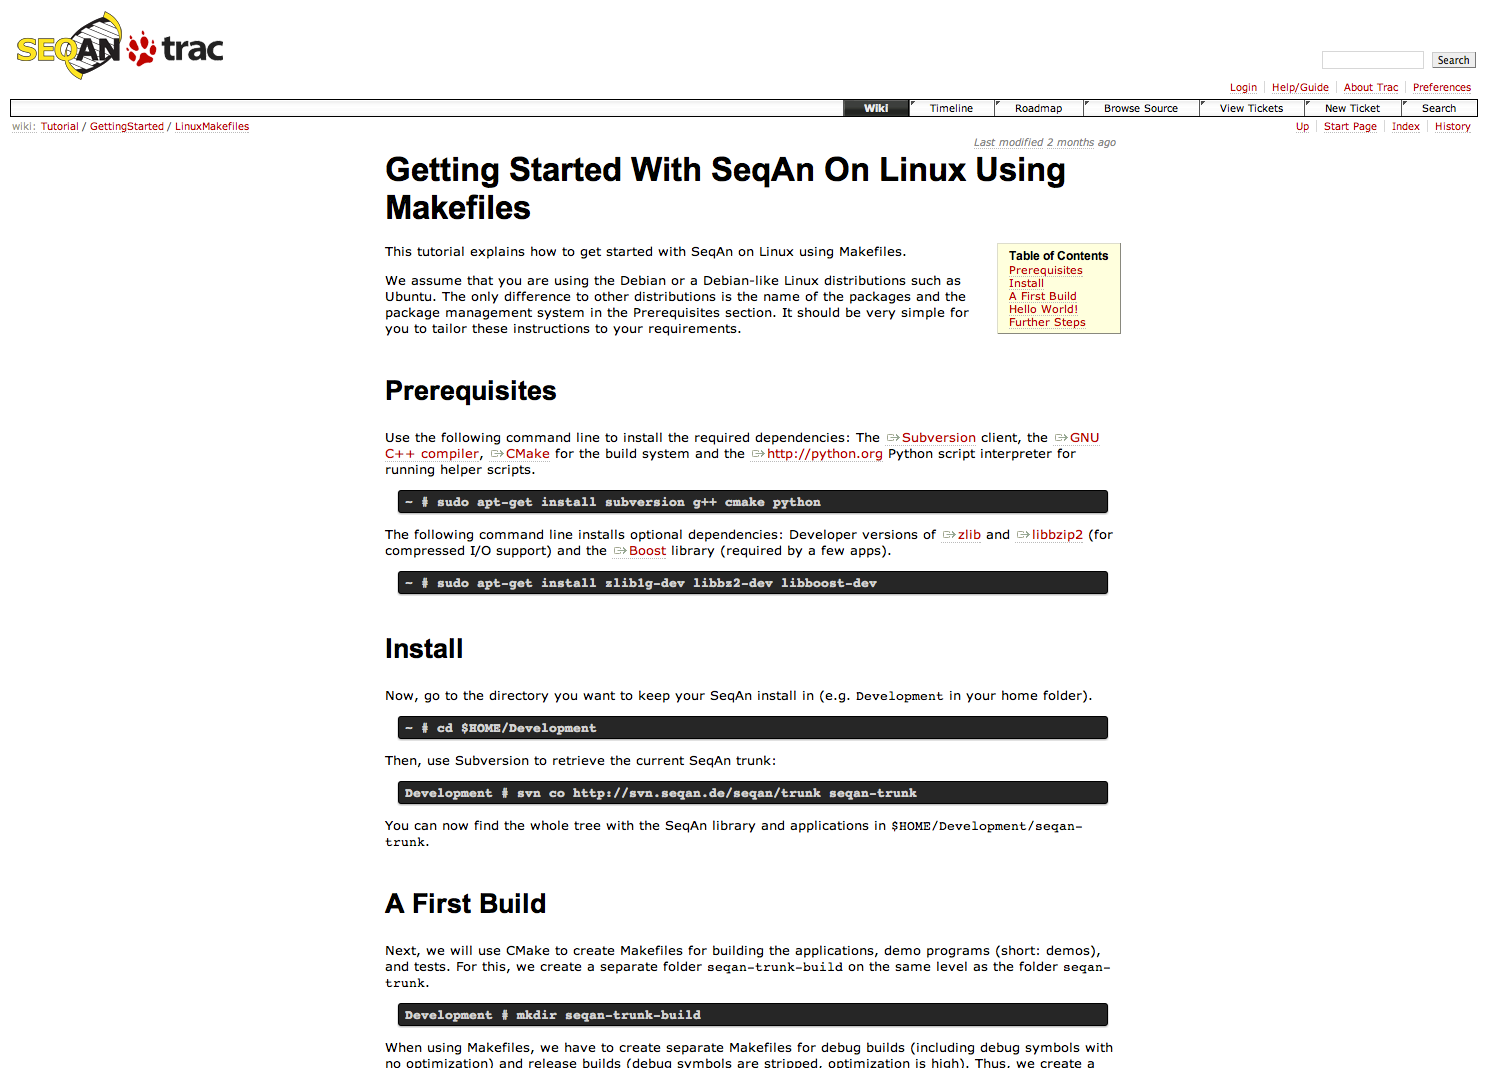 SEQAN trac
Search
Login Help/Guide About Trac Preferences
Wiki Timeline Roadmap Browse Source View Tickets New Ticket Search
wiki: Tutorial / GettingStarted / LinuxMakefiles
Up Start Page Index History
Last modified 2 months ago
Getting Started With SeqAn On Linux Using
Makefiles
This tutorial explains how to get started with SeqAn on Linux using Makefiles.
We assume that you are using the Debian or a Debian-like Linux distributions such as
Ubuntu. The only difference to other distributions is the name of the packages and the
package management system in the Prerequisites section. It should be very simple for
you to tailor these instructions to your requirements.
Table of Contents
Prerequisites
Install
A First Build
Hello World!
Further Steps
Prerequisites
Use the following command line to install the required dependencies: The Subversion client, the GNU
C++ compiler, CMake for the build system and the http://python.org Python script interpreter for
running helper scripts.
~ # sudo apt-get install subversion g++ cmake python
The following command line installs optional dependencies: Developer versions of zlib and libbzip2 (for
compressed I/O support) and the Boost library (required by a few apps).
~ # sudo apt-get install zlib1g-dev libbz2-dev libboost-dev
Install
Now, go to the directory you want to keep your SeqAn install in (e.g. Development in your home folder).
~ # cd $HOME/Development
Then, use Subversion to retrieve the current SeqAn trunk:
Development # svn co http://svn.seqan.de/seqan/trunk seqan-trunk
You can now find the whole tree with the SeqAn library and applications in $HOME/Development/seqan-
trunk.
A First Build
Next, we will use CMake to create Makefiles for building the applications, demo programs (short: demos),
and tests. For this, we create a separate folder seqan-trunk-build on the same level as the folder seqan-
trunk.
Development # mkdir seqan-trunk-build
When using Makefiles, we have to create separate Makefiles for debug builds (including debug symbols with
no optimization) and release builds (debug symbols are stripped, optimization is high). Thus, we create a